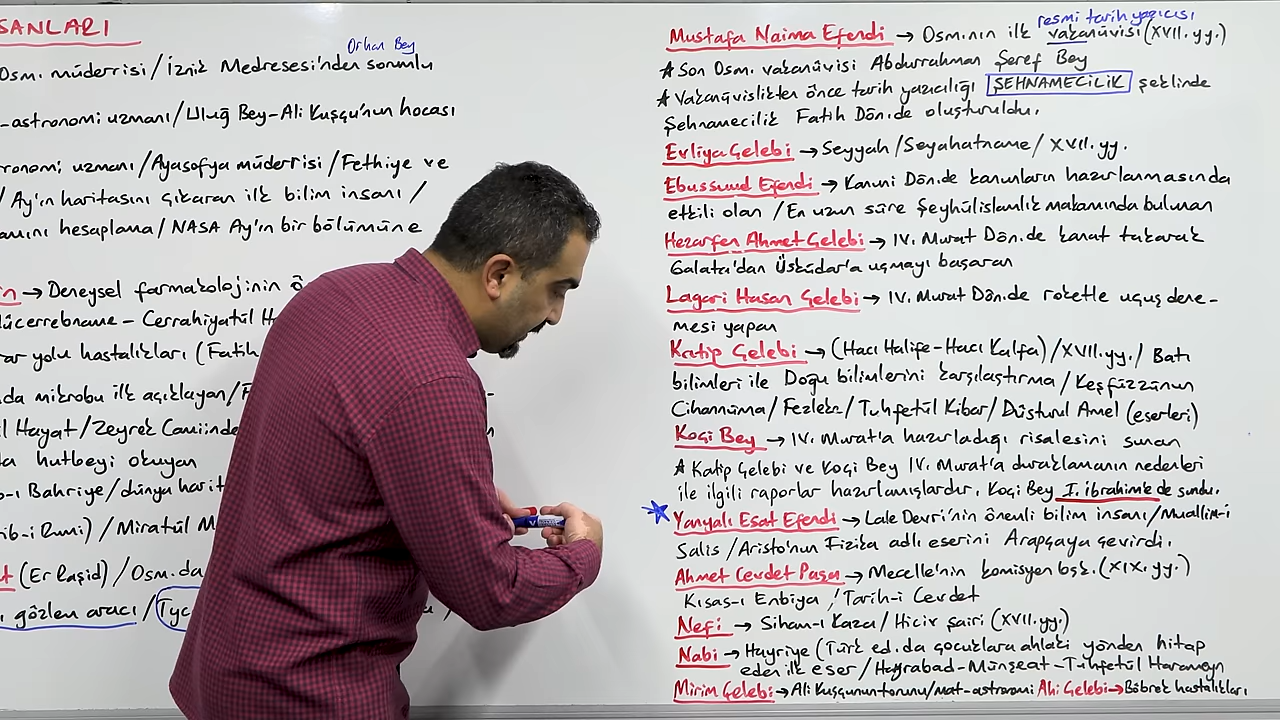 SANLARI
Orhan Bey
Osm. müderrisi / İznik Medresesi'nden sorumlu
-astronomi uzmanı / Uluğ Bey-Ali Kuşçu'nun hocası
ronomi uzmanı / Ayasofya müderrisi / Fethiye ve
/ Ay'ın haritasını çıkaran ilk bilim insanı /
amını hesaplama / NASA Ay'ın bir bölümüne
in → Deneysel farmakolojinin ö
ücerrebname - Cerrahiyatül Ha
rar yolu hastalıkları (Fatih
da mikrobu ilk açıklayan /
l Hayat / Zeyrek Camiinde
da hutbeyi okuyan
b-ı Bahriye / dünya harit
ib-i Rumi) / Miratül M
t (Er Raşid) / Osm. da
ı gözlem aracı / Tyc
resmi tarih yazıcısı
Mustafa Naima Efendi → Osm.nın ilk vakanüvisi (XVII. yy.)
★ Son Osm. vakanüvisi Abdurrahman Şeref Bey
★ Vakanüvislikten önce tarih yazıcılığı ŞEHNAMECİLİK şeklinde
Şehnamecilik Fatih Dön.de oluşturuldu.
Evliya Çelebi → Seyyah / Seyahatname / XVII. yy.
Ebussuud Efendi → Kanuni Dön.de kanunların hazırlanmasında
etkili olan / En uzun süre Şeyhülislamlık makamında bulunan
Hezarfen Ahmet Çelebi → IV. Murat Dön.de kanat takarak
Galata'dan Üsküdar'a uçmayı başaran
Lagari Hasan Çelebi → IV. Murat Dön.de roketle uçuş dene-
mesi yapan
Katip Çelebi → (Hacı Halife-Hacı Kalfa) / XVII. yy. / Batı
bilimleri ile Doğu bilimlerini karşılaştırma / Keşfüzzünun
Cihannüma / Fezleke / Tuhfetül Kibar / Düsturul Amel (eserleri)
Koçi Bey → IV. Murat'a hazırladığı risalesini sunan
★ Katip Çelebi ve Koçi Bey IV. Murat'a duraklamanın nedenleri
ile ilgili raporlar hazırlamışlardır. Koçi Bey I. İbrahim'e de sundu.
★ Yanyalı Esat Efendi → Lale Devri'nin önemli bilim insanı / Muallim-i
Salis / Aristo'nun Fizika adlı eserini Arapçaya çevirdi.
Ahmet Cevdet Paşa → Mecelle'nin komisyon bşk. (XIX. yy.)
Kısas-ı Enbiya / Tarih-i Cevdet
Nefi → Siham-ı Kaza / Hiciv şairi (XVII. yy.)
Nabi → Hayriye (Türk ed.da çocuklara ahlaki yönden hitap
eden ilk eser / Hayrabad-Münşeat-Tuhfetül Harameyn
Mirim Çelebi → Ali Kuşçunun torunu / mat-astronomi Ahi Çelebi → Böbrek hastalıkları